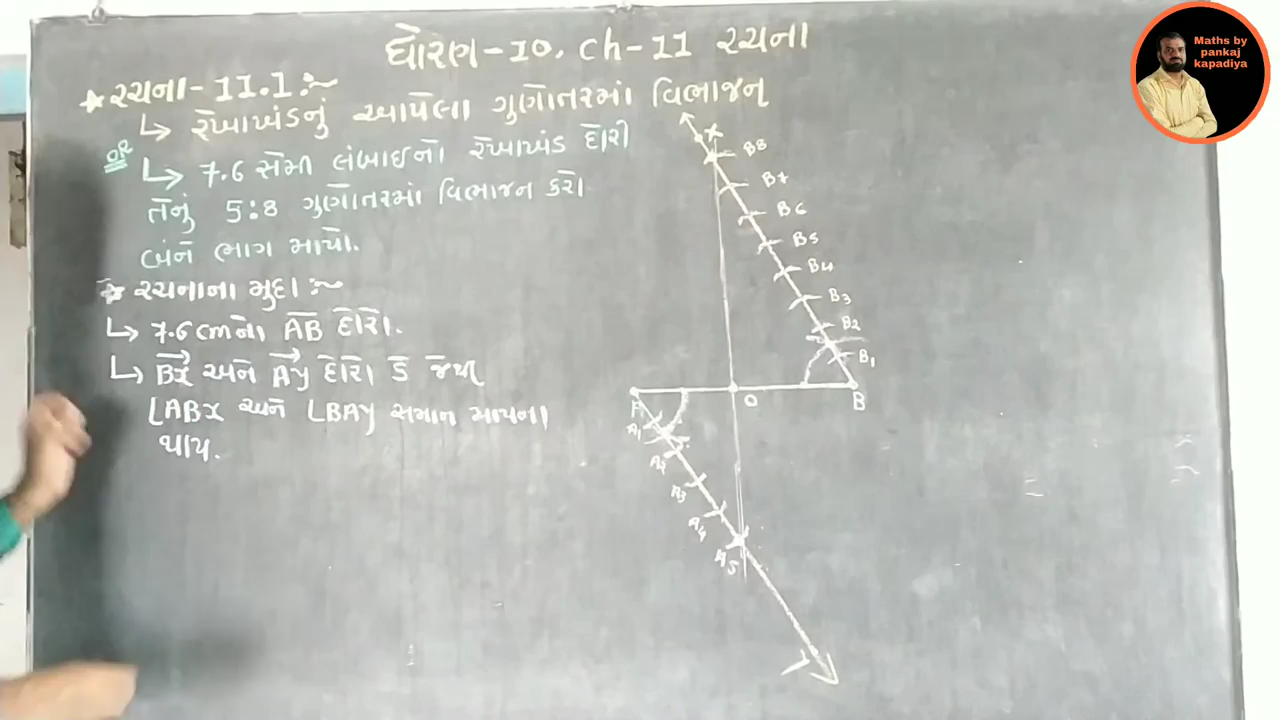 ધોરણ-10, Ch-11 રચના
★ રચના-11.1:~
↳ રેખાખંડનું આપેલા ગુણોતરમાં વિભાજન
OR
↳ 7.6 સેમી લંબાઈનો રેખાખંડ દોરી
તેનું 5:8 ગુણોતરમાં વિભાજન કરો
બંને ભાગ માપો.
★ રચનાના મુદા:~
↳ 7.6 cmનો AB દોરો.
↳ BX અને AY દોરો કે જેથી
∠ABX અને ∠BAY સમાન માપના
થાય.
X
B8
B7
B6
B5
B4
B3
B2
B1
A
O
B
A1
A2
A3
A4
A5
Y
Maths by
pankaj
kapadiya